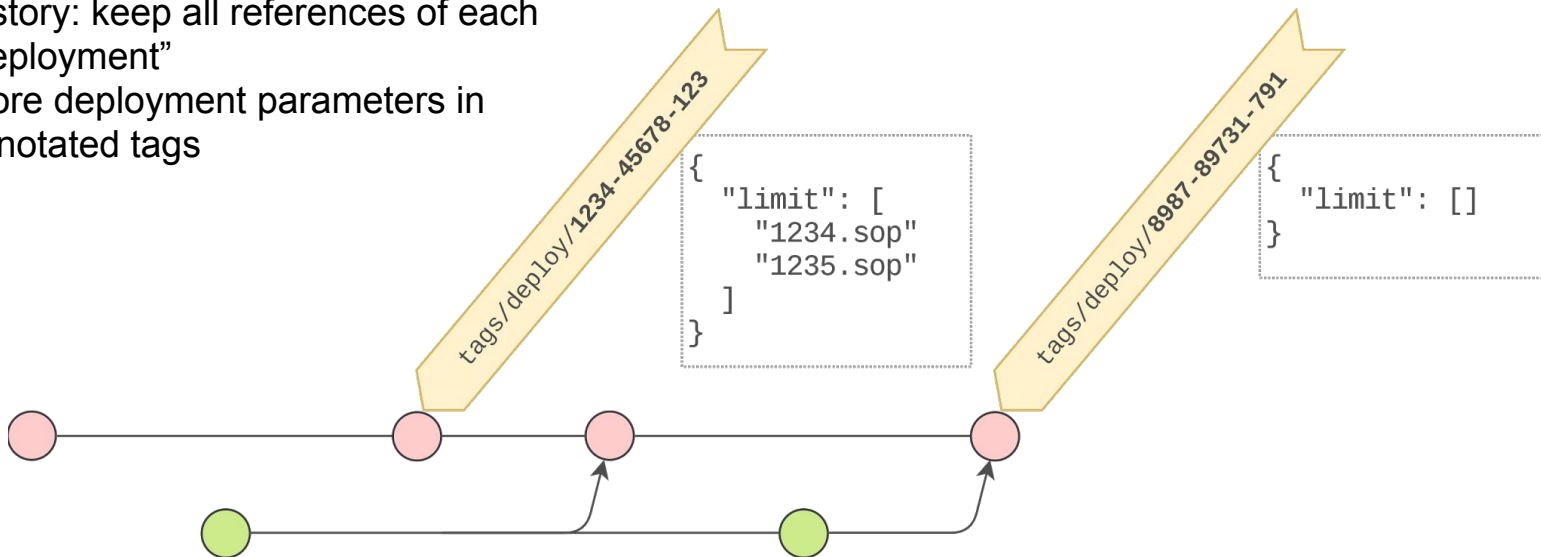 story: keep all references of each
eployment”
ore deployment parameters in
notated tags
tags/deploy/1234-45678-123
{
"limit": [
"1234.sop"
"1235.sop"
]
}
tags/deploy/8987-89731-791
{
"limit": []
}